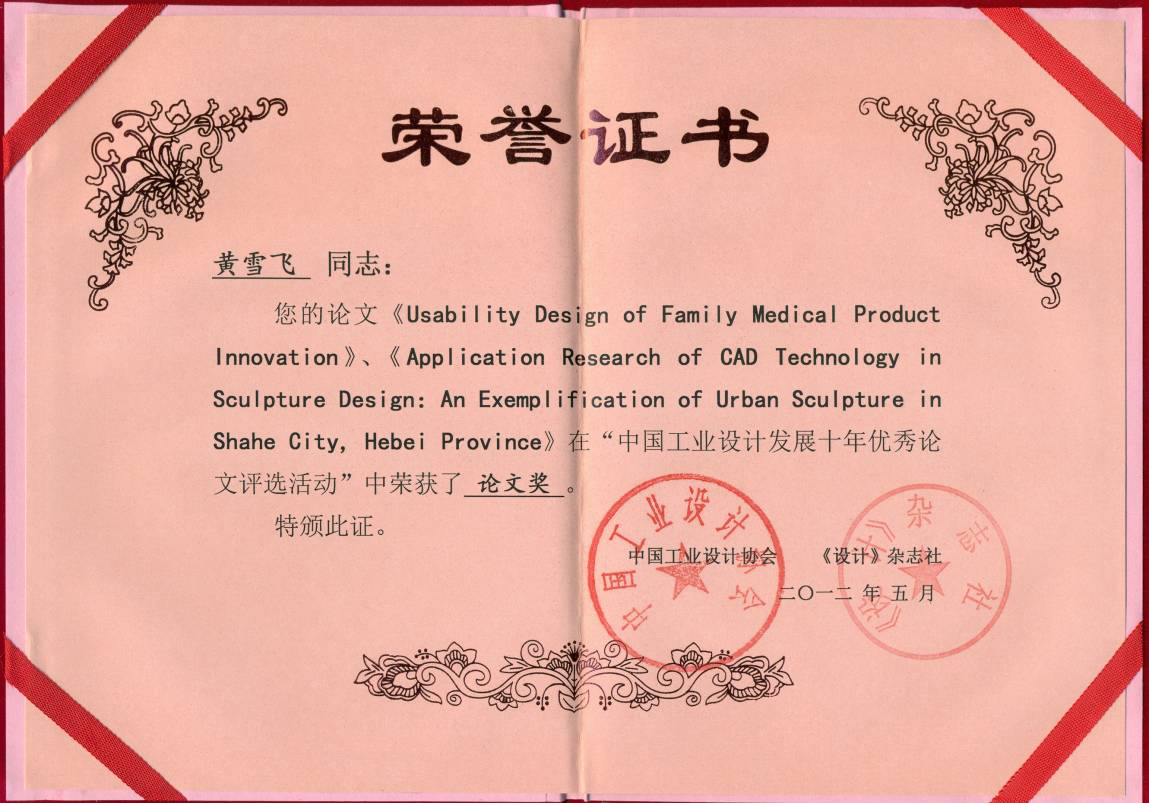 荣誉证书
黄雪飞 同志：
您的论文《Usability Design of Family Medical Product
Innovation》、《Application Research of CAD Technology in
Sculpture Design: An Exemplification of Urban Sculpture in
Shahe City, Hebei Province》在“中国工业设计发展十年优秀论
文评选活动”中荣获了 论文奖 。
特颁此证。
中国工业设计协会
《设计》杂志社
中国工业设计协会 《设计》杂志社
二〇一二 年 五 月